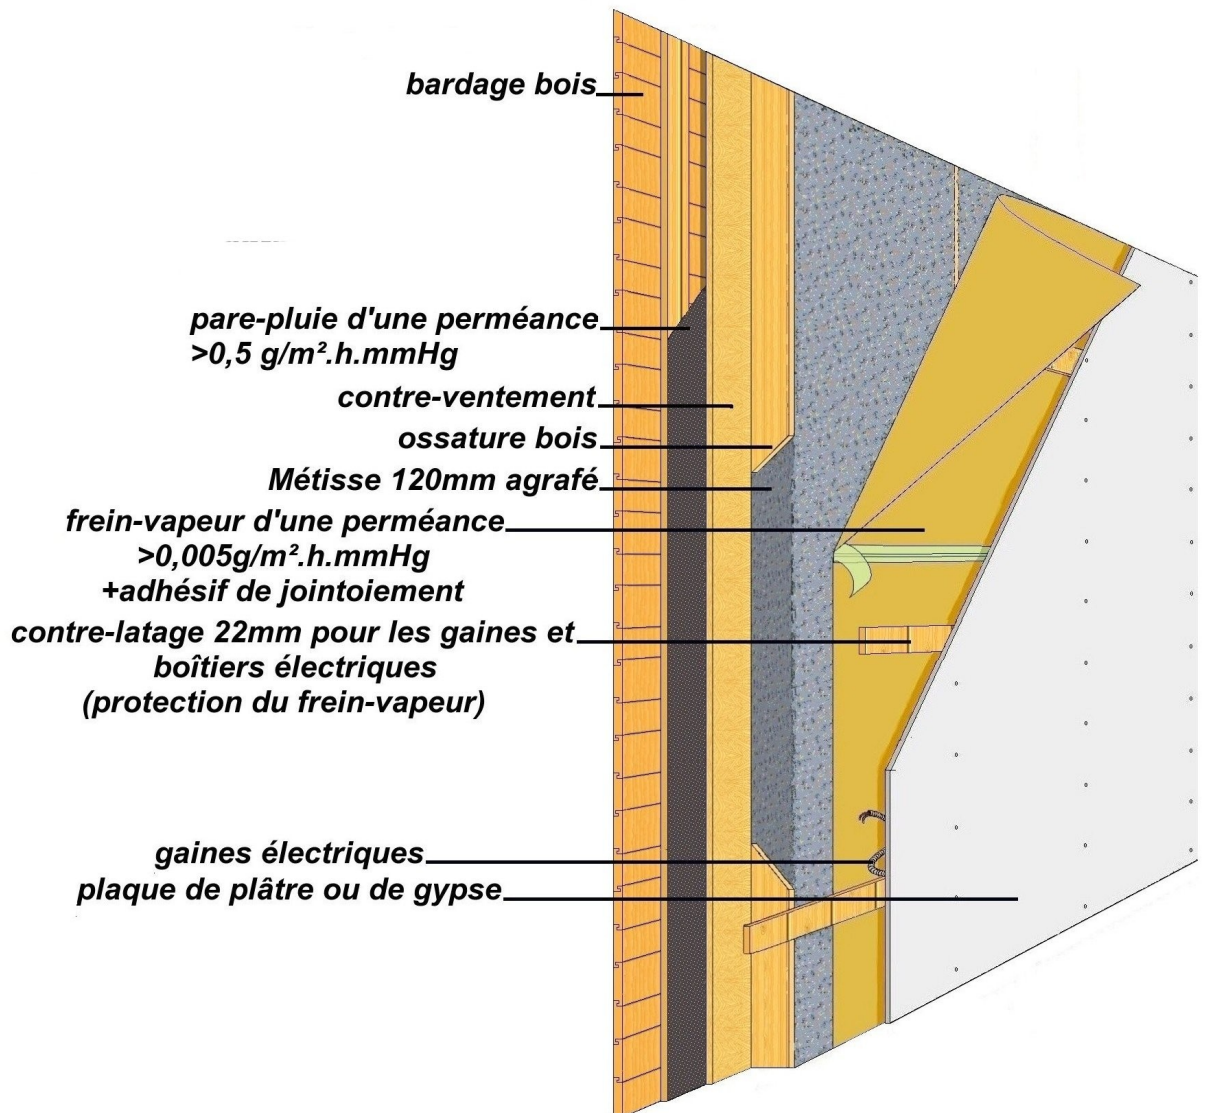 bardage bois
pare-pluie d'une perméance
>0,5 g/m².h.mmHg
contre-ventement
ossature bois
Métisse 120mm agrafé
frein-vapeur d'une perméance
>0,005g/m².h.mmHg
+adhésif de jointoiement
contre-latage 22mm pour les gaines et
boîtiers électriques
(protection du frein-vapeur)
gaines électriques
plaque de plâtre ou de gypse